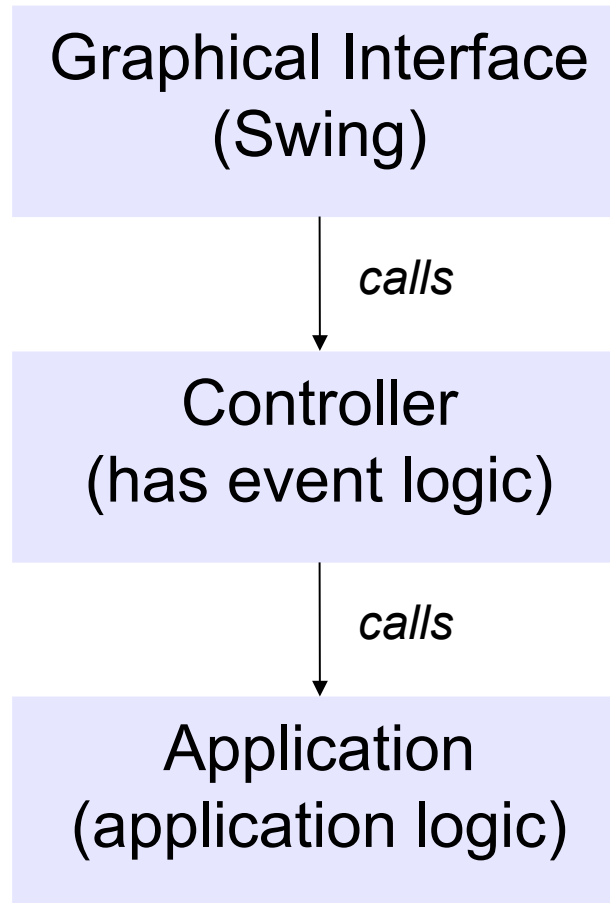 Graphical Interface
(Swing)
calls
Controller
(has event logic)
calls
Application
(application logic)